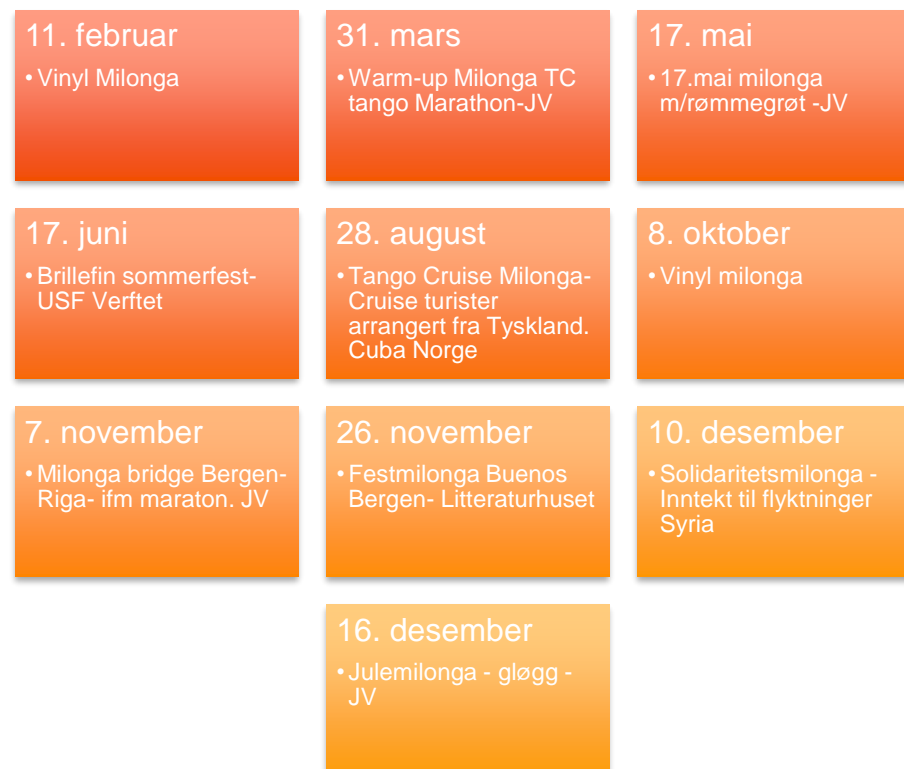 11. februar
• Vinyl Milonga
31. mars
• Warm-up Milonga TC
tango Marathon-JV
17. mai
• 17.mai milonga
m/rømmegrøt -JV
17. juni
• Brillefin sommerfest-
USF Verftet
28. august
• Tango Cruise Milonga-
Cruise turister
arrangert fra Tyskland.
Cuba Norge
8. oktober
• Vinyl milonga
7. november
• Milonga bridge Bergen-
Riga- ifm maraton. JV
26. november
• Festmilonga Buenos
Bergen- Litteraturhuset
10. desember
• Solidaritetsmilonga -
Inntekt til flyktninger
Syria
16. desember
• Julemilonga - gløgg -
JV